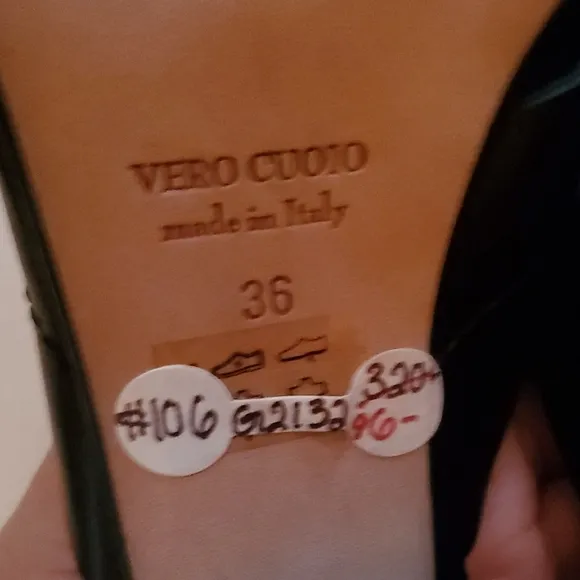 VERO CUOIO
made in Italy
36
#106 G2132 320-
96-